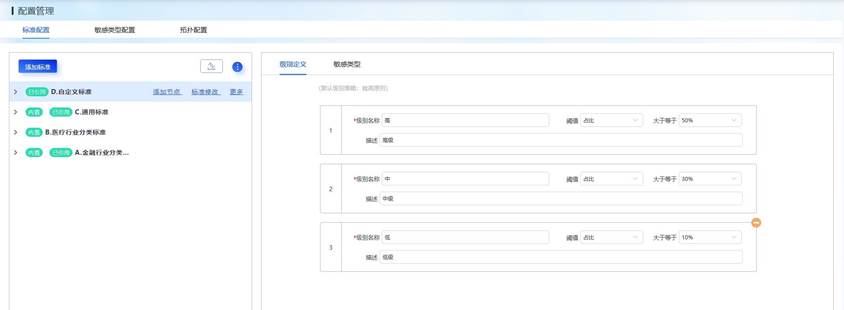 配置管理
标准配置 敏感类型配置 拓扑配置
添加标准
已引用 D.自定义标准 添加节点 标准修改 更多
内置 已引用 C.通用标准
内置 B.医疗行业分类标准
内置 已引用 A.金融行业分类...
级别定义 敏感类型
(默认级别策略：就高原则)
1
*级别名称 高 阈值 占比 大于等于 50%
描述 高级
2
*级别名称 中 阈值 占比 大于等于 30%
描述 中级
3
*级别名称 低 阈值 占比 大于等于 10%
描述 低级